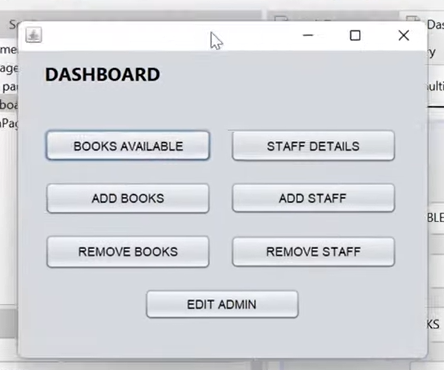 DASHBOARD
BOOKS AVAILABLE
STAFF DETAILS
ADD BOOKS
ADD STAFF
REMOVE BOOKS
REMOVE STAFF
EDIT ADMIN